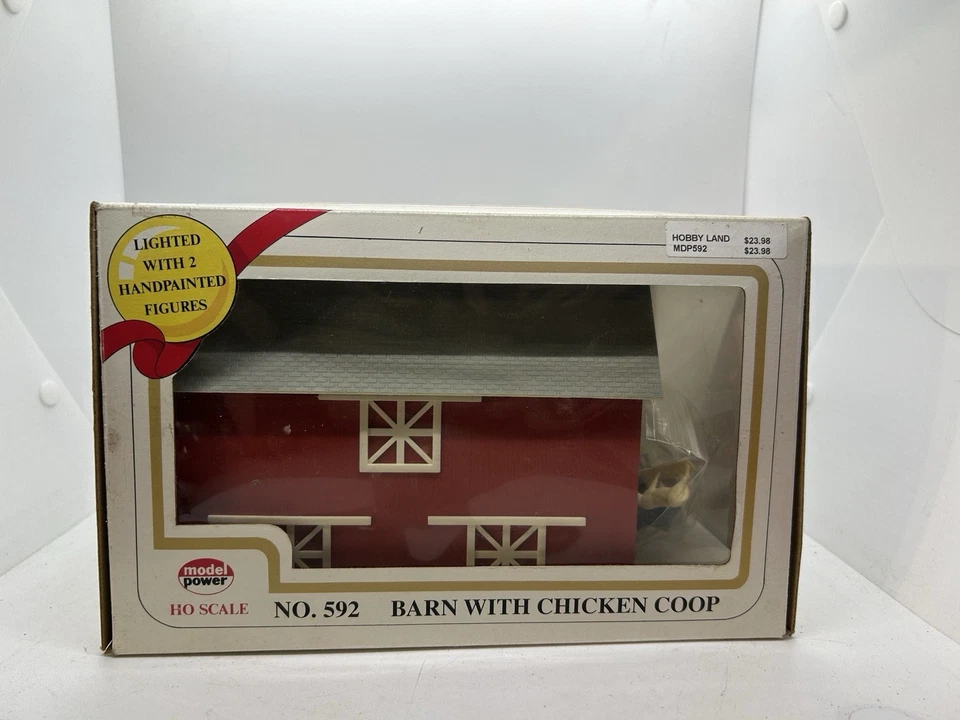 LIGHTED
WITH 2
HANDPAINTED
FIGURES
HOBBY LAND $23.98
MDP592 $23.98
model
power
HO SCALE NO. 592 BARN WITH CHICKEN COOP